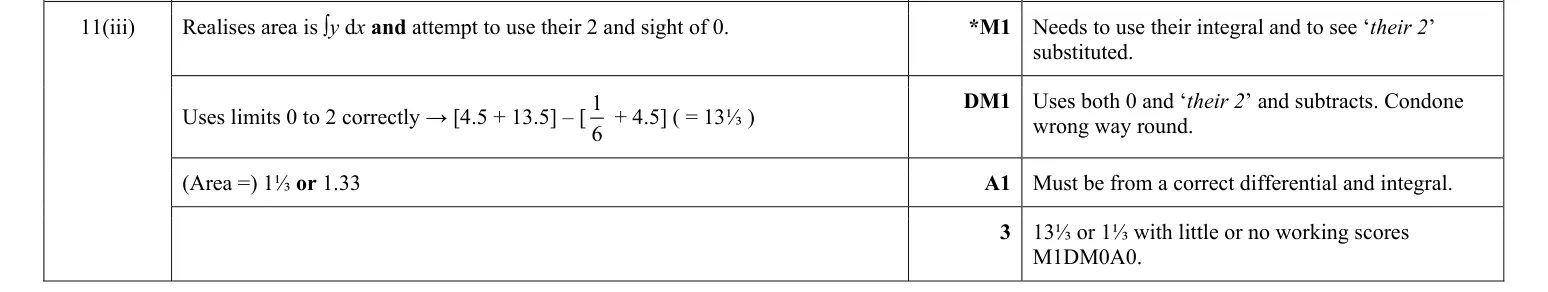 11(iii) Realises area is ∫y dx and attempt to use their 2 and sight of 0. *M1 Needs to use their integral and to see ‘their 2’
substituted.
Uses limits 0 to 2 correctly → [4.5 + 13.5] – [1/6 + 4.5] ( = 13⅓ ) DM1 Uses both 0 and ‘their 2’ and subtracts. Condone
wrong way round.
(Area =) 1⅓ or 1.33 A1 Must be from a correct differential and integral.
3 13⅓ or 1⅓ with little or no working scores
M1DM0A0.